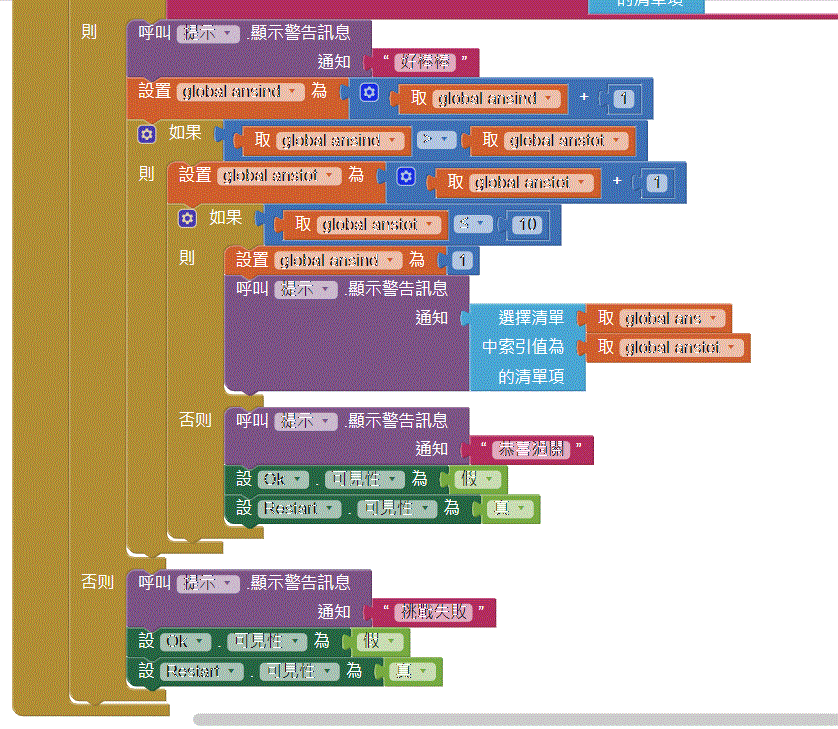 的清單項
則 呼叫 提示 .顯示警告訊息
通知 “ 好棒棒 ”
設置 global ansind 為 取 global ansind + 1
如果 取 global ansind > 取 global anstot
則 設置 global anstot 為 取 global anstot + 1
如果 取 global anstot ≤ 10
則 設置 global ansind 為 1
呼叫 提示 .顯示警告訊息
通知 選擇清單 取 global ans
中索引值為 取 global anstot
的清單項
否則 呼叫 提示 .顯示警告訊息
通知 “ 恭喜過關 ”
設 Ok . 可見性 為 假
設 Restart . 可見性 為 真
否則 呼叫 提示 .顯示警告訊息
通知 “ 挑戰失敗 ”
設 Ok . 可見性 為 假
設 Restart . 可見性 為 真